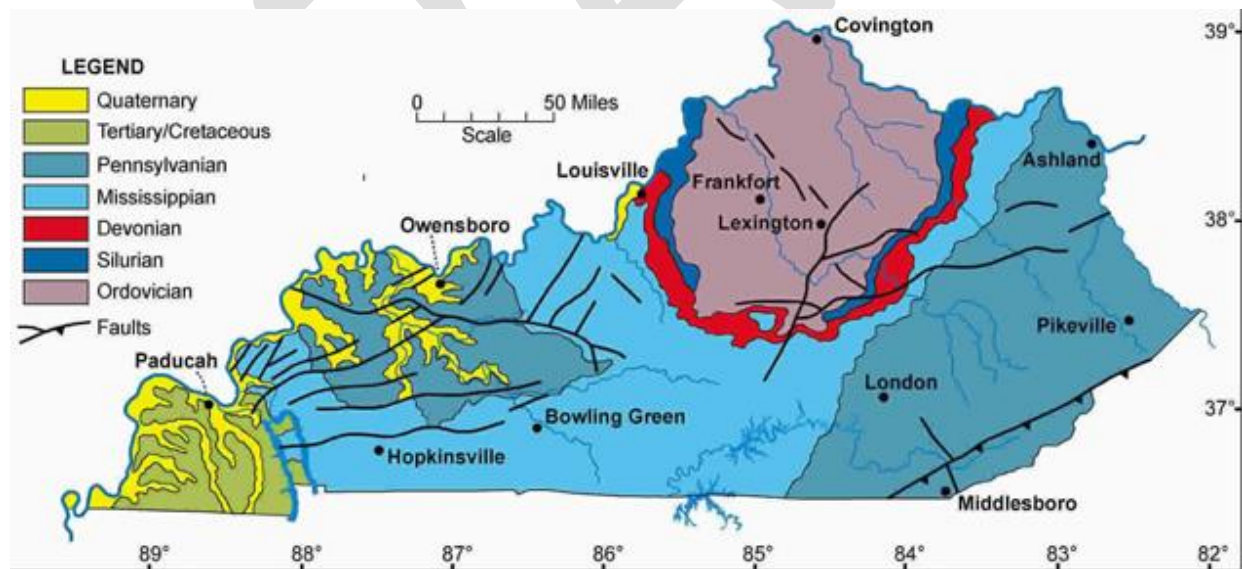 LEGEND
Quaternary
Tertiary/Cretaceous
Pennsylvanian
Mississippian
Devonian
Silurian
Ordovician
Faults
0 50 Miles
Scale
Covington
Ashland
Louisville
Frankfort
Lexington
Owensboro
Pikeville
Paducah
London
Bowling Green
Hopkinsville
Middlesboro
39°
38°
37°
89° 88° 87° 86° 85° 84° 83° 82°